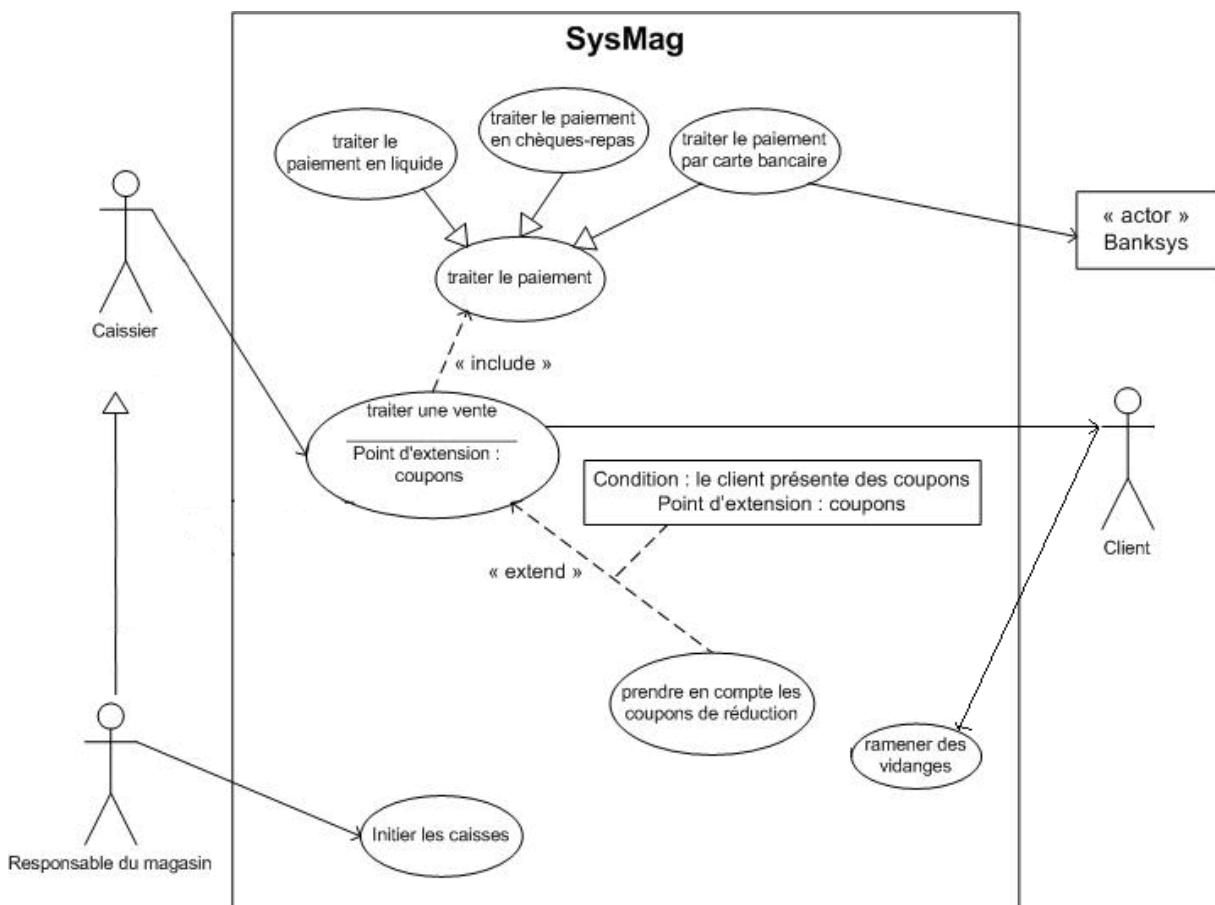 SysMag
traiter le
paiement en liquide
traiter le paiement
en chèques-repas
traiter le paiement
par carte bancaire
« actor »
Banksys
traiter le paiement
Caissier
« include »
traiter une vente
Point d'extension :
coupons
Condition : le client présente des coupons
Point d'extension : coupons
Client
« extend »
prendre en compte les
coupons de réduction
ramener des
vidanges
Initier les caisses
Responsable du magasin